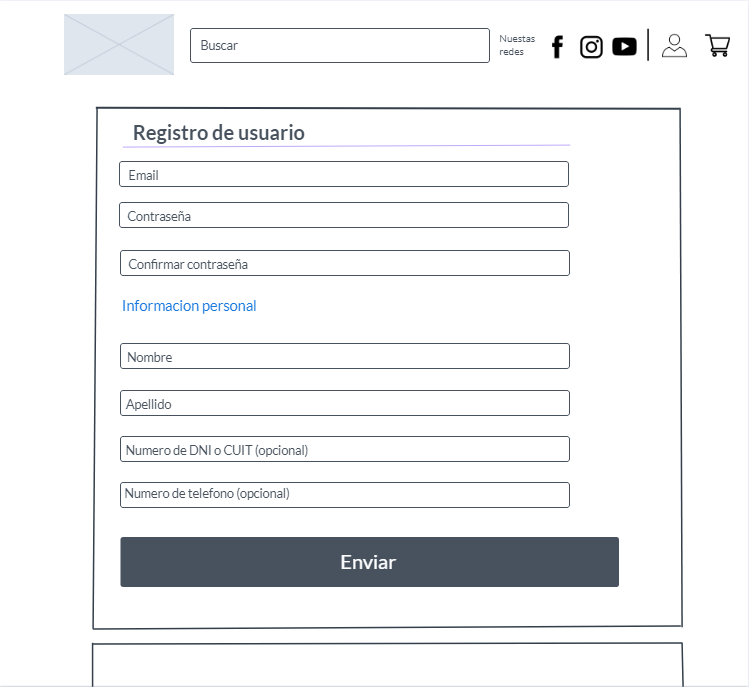 Buscar
Nuestas
redes
Registro de usuario
Email
Contraseña
Confirmar contraseña
Informacion personal
Nombre
Apellido
Numero de DNI o CUIT (opcional)
Numero de telefono (opcional)
Enviar